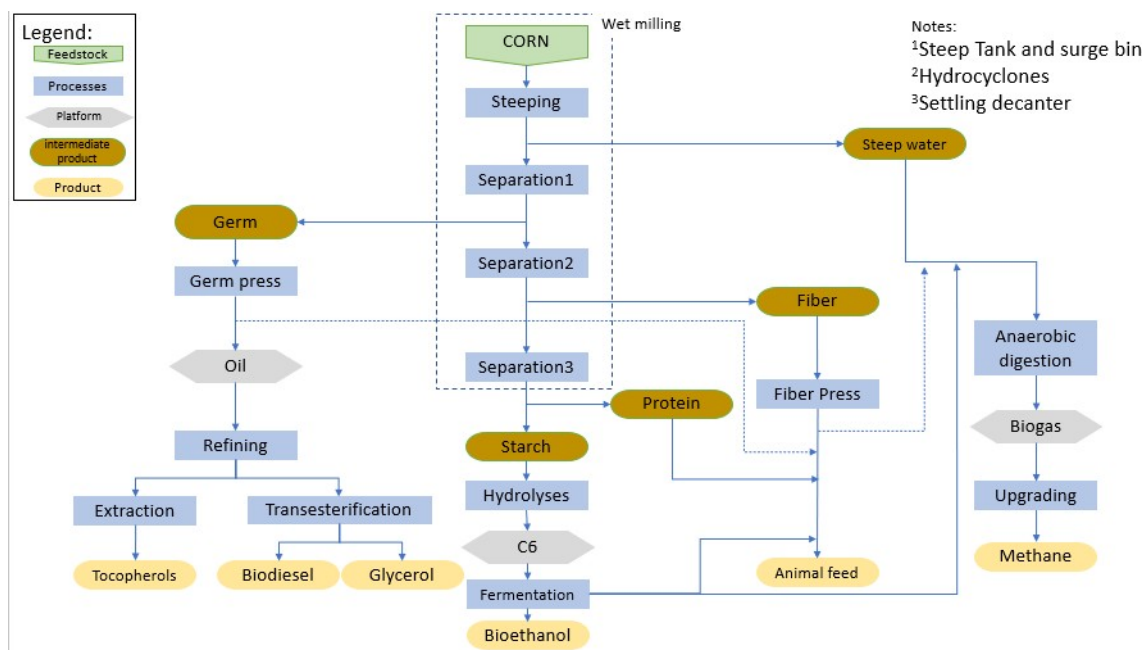 Legend:
Feedstock
Processes
Platform
intermediate
product
Product
Wet milling
Notes:
¹Steep Tank and surge bin
²Hydrocyclones
³Settling decanter
CORN
Steeping
Steep water
Separation1
Germ
Separation2
Germ press
Fiber
Oil
Separation3
Anaerobic
digestion
Fiber Press
Protein
Biogas
Refining
Starch
Extraction
Transesterification
Hydrolyses
Upgrading
C6
Tocopherols
Biodiesel
Glycerol
Animal feed
Methane
Fermentation
Bioethanol